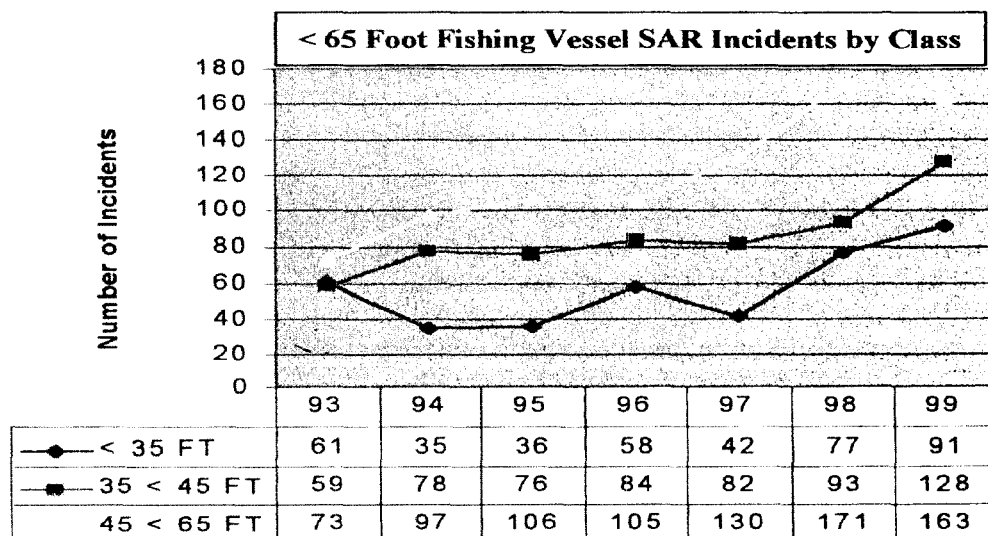 < 65 Foot Fishing Vessel SAR Incidents by Class
Number of Incidents
180
160
140
120
100
80
60
40
20
0
93 94 95 96 97 98 99
< 35 FT 61 35 36 58 42 77 91
35 < 45 FT 59 78 76 84 82 93 128
45 < 65 FT 73 97 106 105 130 171 163